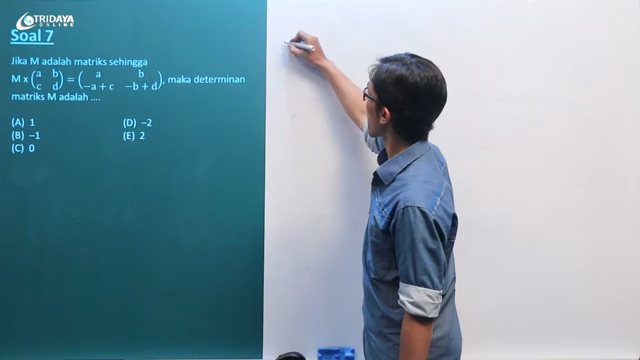 TRIDAYA
ONLINE
Soal 7
Jika M adalah matriks sehingga
M × (a b c d) = (a b −a + c −b + d), maka determinan
matriks M adalah ....
(A) 1 (D) −2
(B) −1 (E) 2
(C) 0